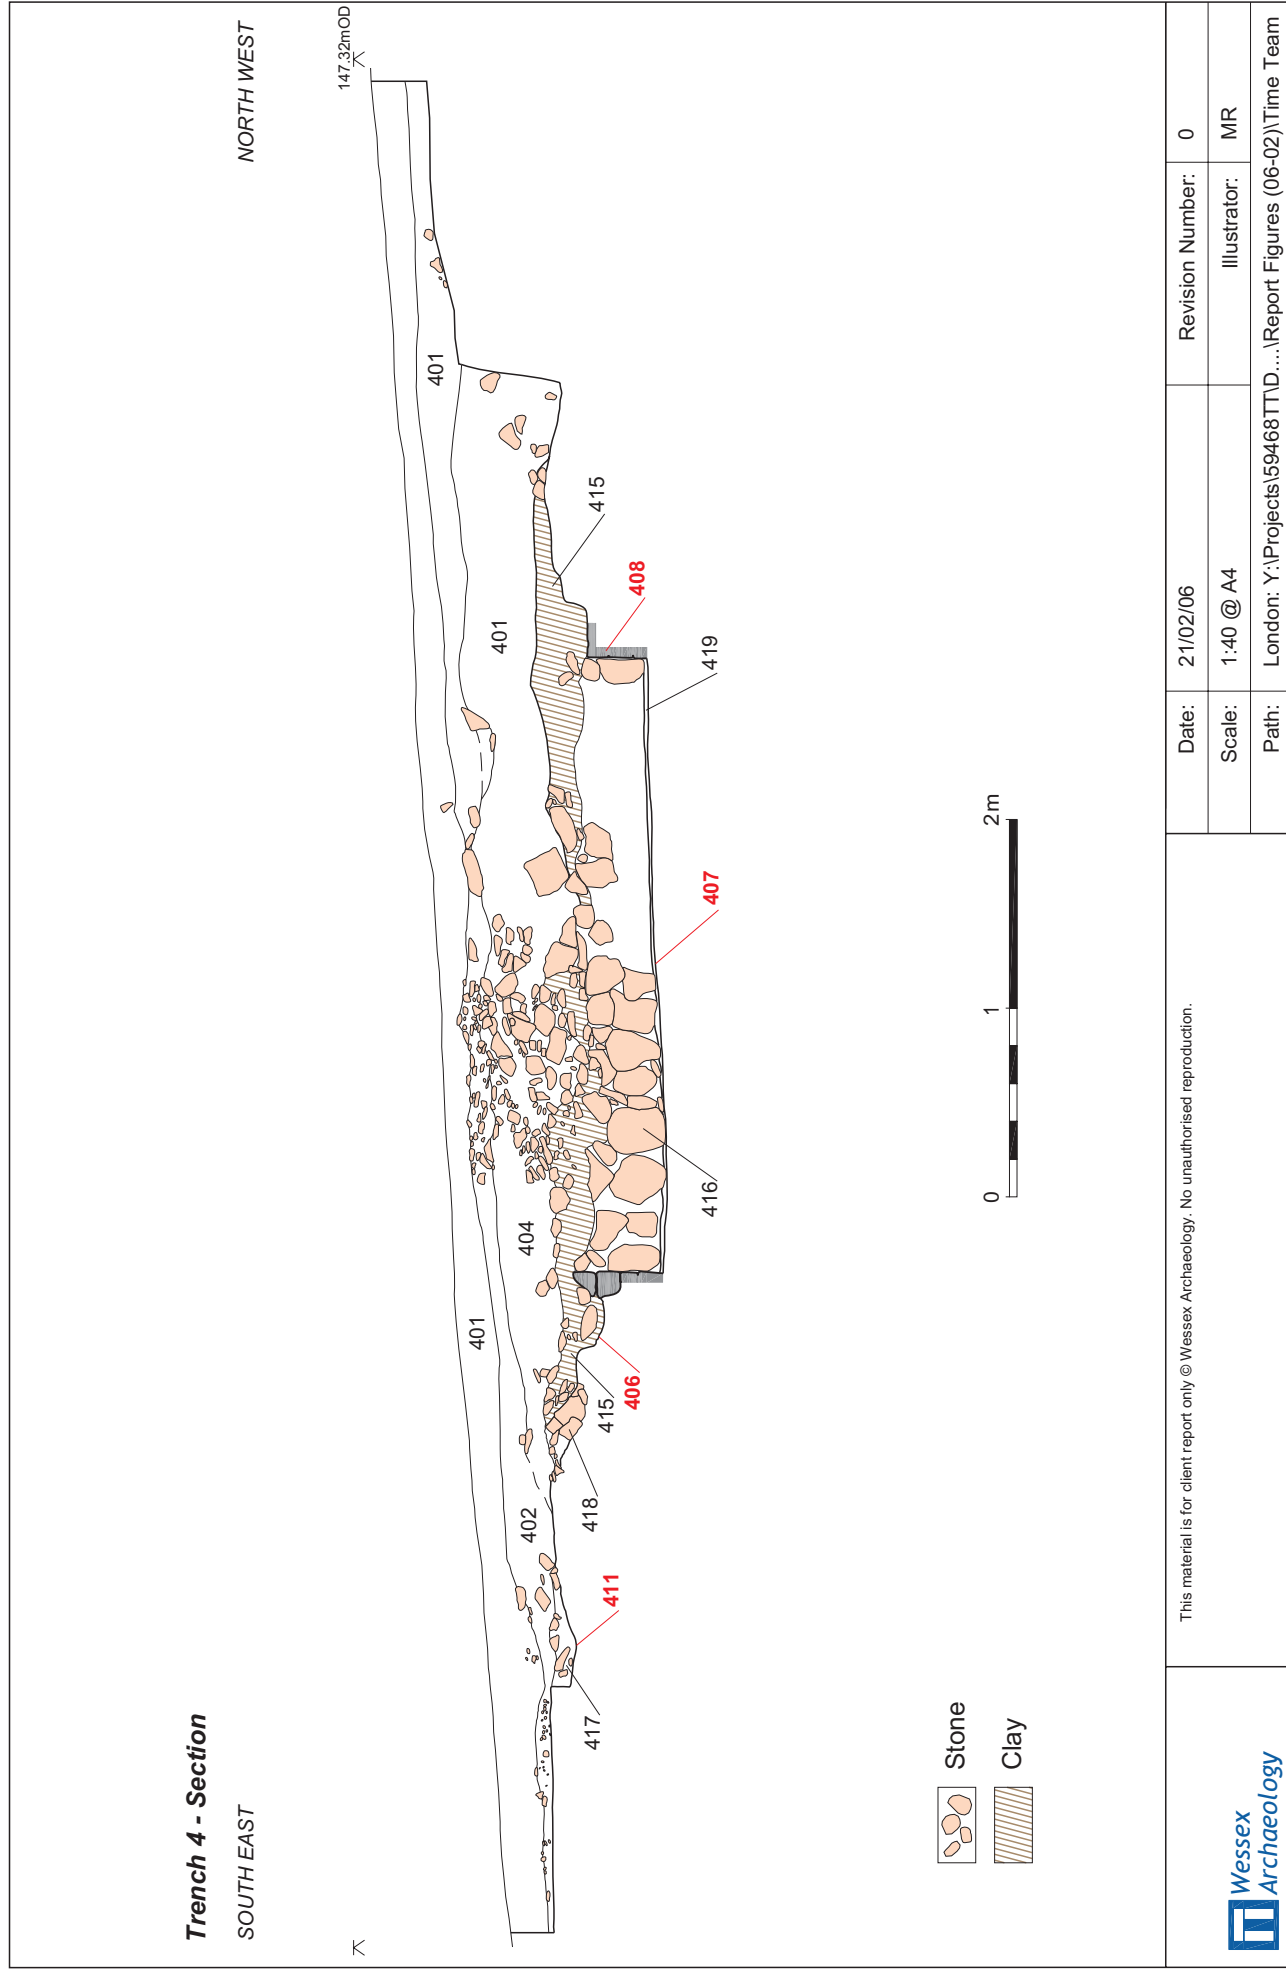 Trench 4 - Section
SOUTH EAST
NORTH WEST
147.32mOD
401
401
401
404
402
415
408
419
407
416
415
406
418
411
417
0 1 2m
Stone
Clay
Wessex
Archaeology
This material is for client report only © Wessex Archaeology. No unauthorised reproduction.
Date: 21/02/06 Revision Number: 0
Scale: 1:40 @ A4 Illustrator: MR
Path: London: Y:\Projects\59468TT\D....\Report Figures (06-02)\Time Team